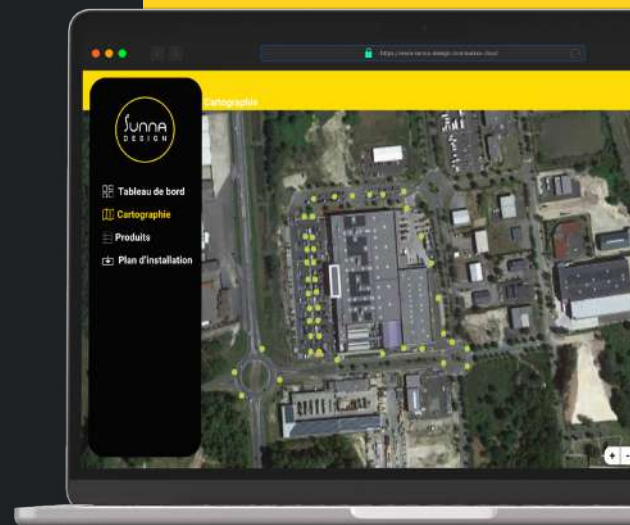 Cartographie
Sunna
DESIGN
Tableau de bord
Cartographie
Produits
Plan d'installation
+ -